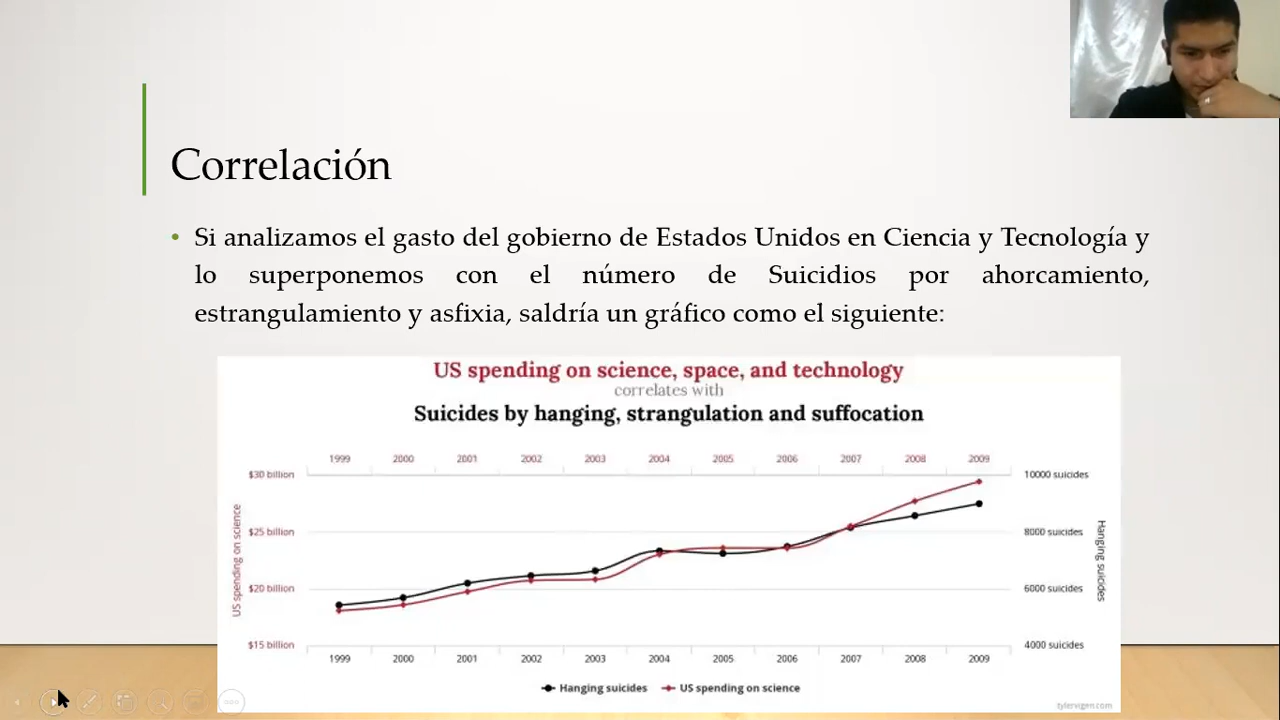 Correlación
• Si analizamos el gasto del gobierno de Estados Unidos en Ciencia y Tecnología y
lo superponemos con el número de Suicidios por ahorcamiento,
estrangulamiento y asfixia, saldría un gráfico como el siguiente:
US spending on science, space, and technology
correlates with
Suicides by hanging, strangulation and suffocation
1999 2000 2001 2002 2003 2004 2005 2006 2007 2008 2009
$30 billion 10000 suicides
$25 billion 8000 suicides
$20 billion 6000 suicides
$15 billion 4000 suicides
US spending on science
Hanging suicides
1999 2000 2001 2002 2003 2004 2005 2006 2007 2008 2009
Hanging suicides US spending on science
tylervigen.com